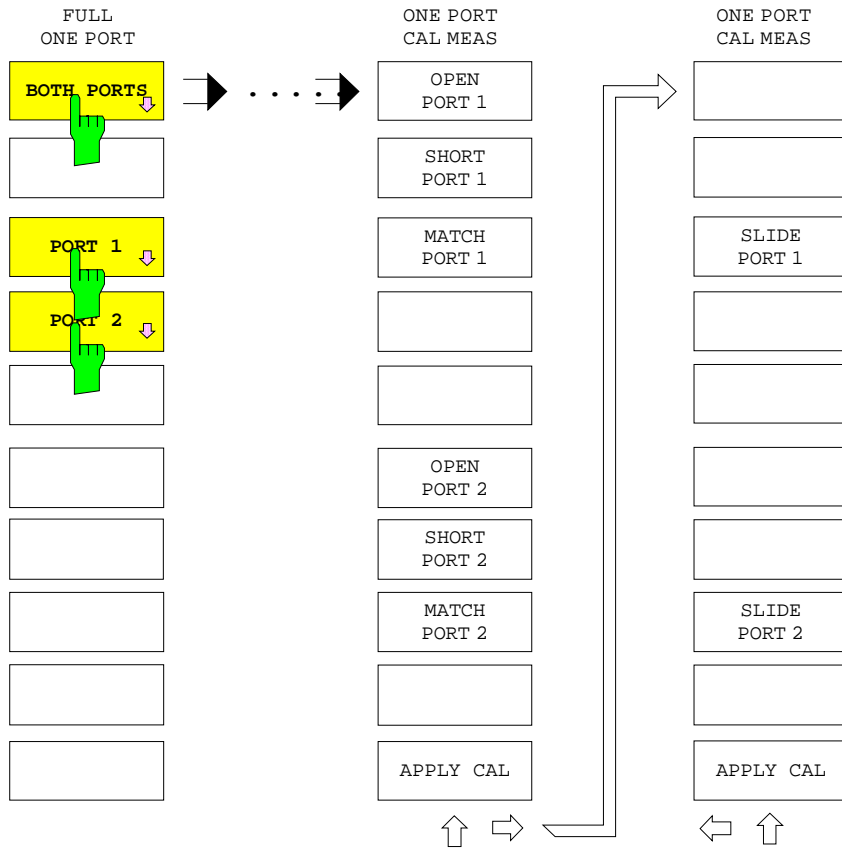 FULL
ONE PORT
BOTH PORTS
PORT 1
PORT 2
ONE PORT
CAL MEAS
OPEN
PORT 1
SHORT
PORT 1
MATCH
PORT 1
OPEN
PORT 2
SHORT
PORT 2
MATCH
PORT 2
APPLY CAL
ONE PORT
CAL MEAS
SLIDE
PORT 1
SLIDE
PORT 2
APPLY CAL